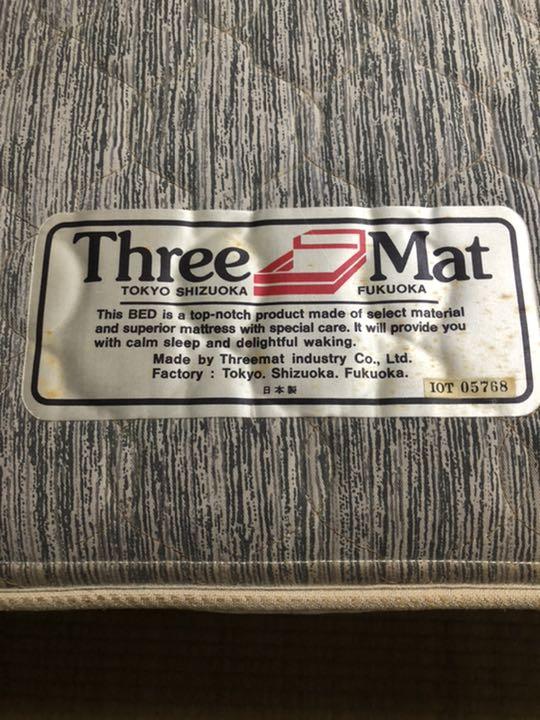 Three Mat
TOKYO SHIZUOKA FUKUOKA
This BED is a top-notch product made of select material
and superior mattress with special care. It will provide you
with calm sleep and delightful waking.
Made by Threemat industry Co., Ltd.
Factory : Tokyo. Shizuoka. Fukuoka.
日本製
IOT 05768